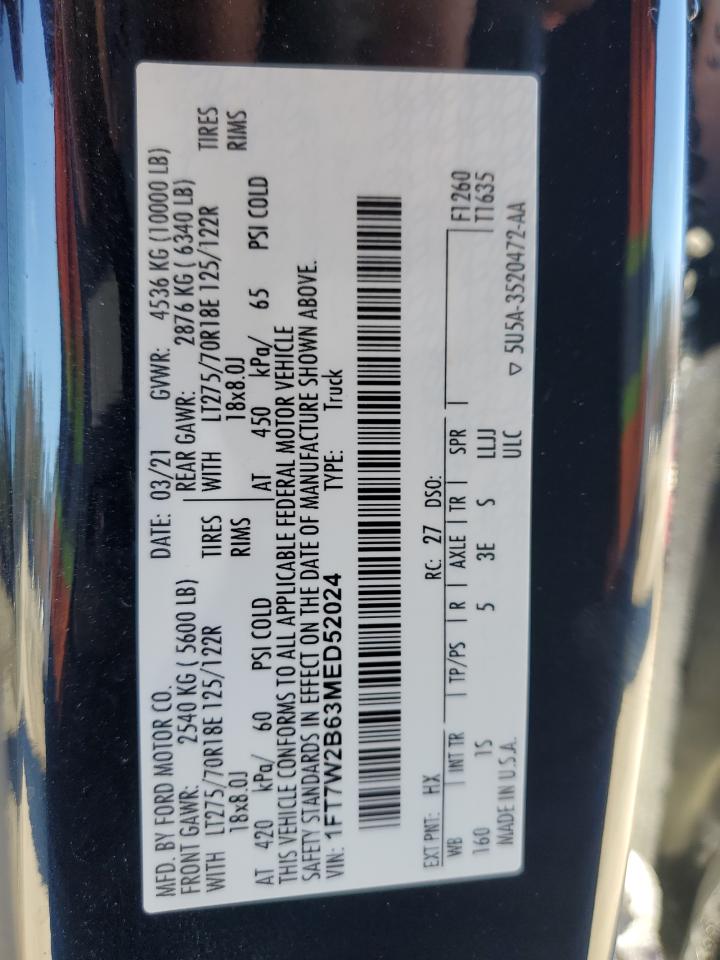 MFD. BY FORD MOTOR CO. DATE: 03/21 GVWR: 4536 KG (10000 LB)
FRONT GAWR: 2540 KG ( 5600 LB) REAR GAWR: 2876 KG ( 6340 LB)
WITH LT275/70R18E 125/122R TIRES WITH LT275/70R18E 125/122R TIRES
18x8.0J RIMS 18x8.0J RIMS
AT 420 kPa/ 60 PSI COLD AT 450 kPa/ 65 PSI COLD
THIS VEHICLE CONFORMS TO ALL APPLICABLE FEDERAL MOTOR VEHICLE
SAFETY STANDARDS IN EFFECT ON THE DATE OF MANUFACTURE SHOWN ABOVE.
VIN: 1FT7W2B63MED52024 TYPE: Truck
EXT PNT: HX RC: 27 DSO:
WB INT TR TP/PS R AXLE TR SPR F1260
160 1S 5 3E S LLJJ T1635
MADE IN U.S.A. ULC ▽ 5U5A-3520472-AA